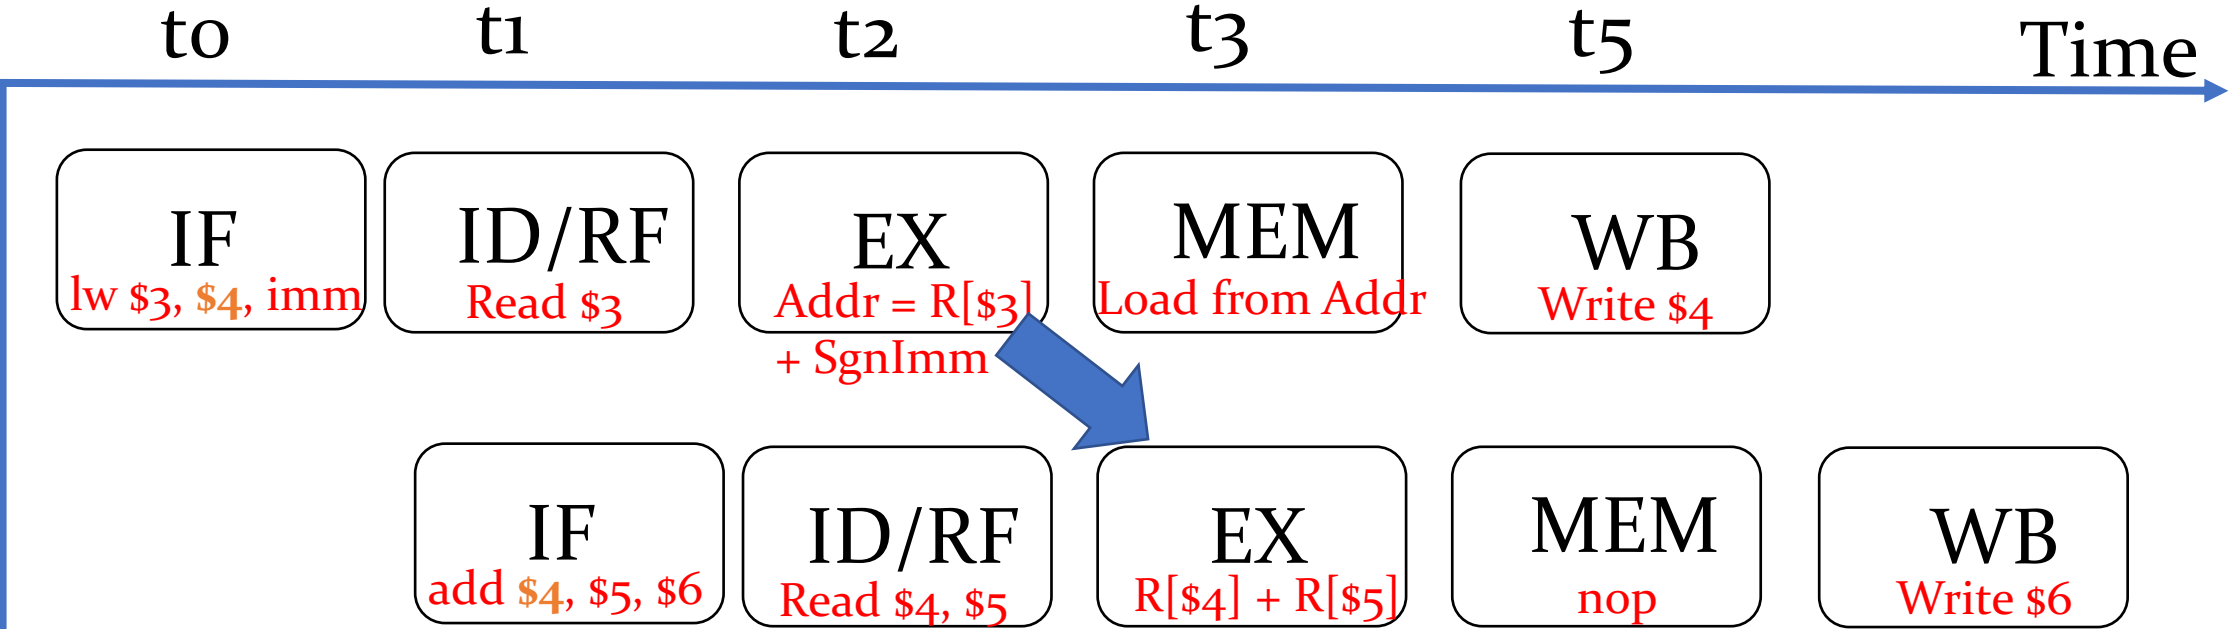 t0 t1 t2 t3 t5 Time
IF ID/RF EX MEM WB
lw $3, $4, imm Read $3 Addr = R[$3] Load from Addr Write $4
+ SgnImm
IF ID/RF EX MEM WB
add $4, $5, $6 Read $4, $5 R[$4] + R[$5] nop Write $6